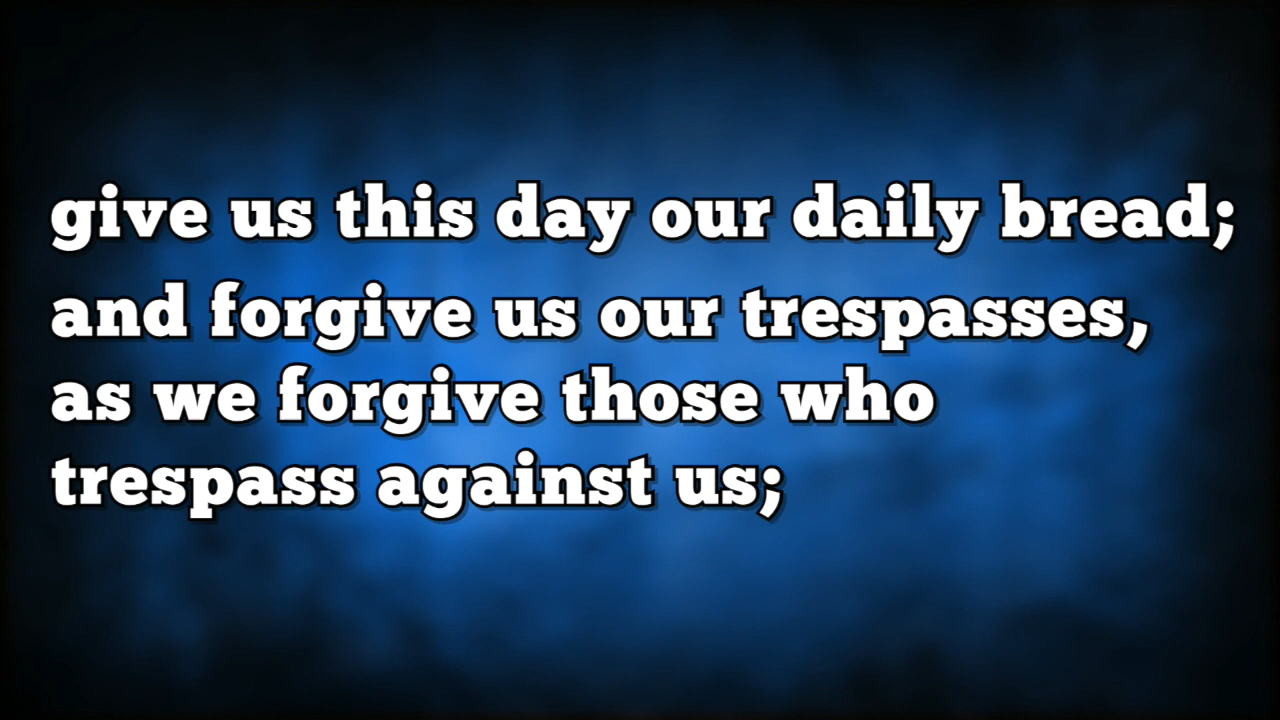 give us this day our daily bread;
and forgive us our trespasses,
as we forgive those who
trespass against us;